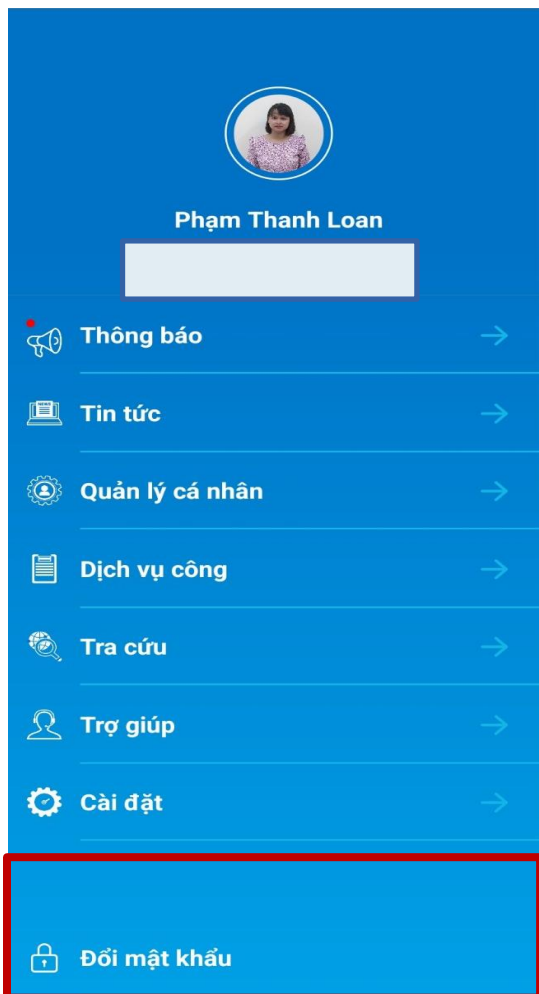 Phạm Thanh Loan
Thông báo
NEWS
Tin tức
Quản lý cá nhân
Dịch vụ công
Tra cứu
Trợ giúp
Cài đặt
Đổi mật khẩu